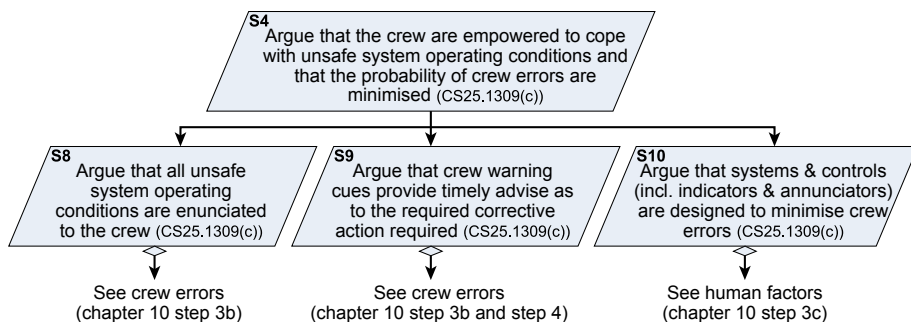 S4
Argue that the crew are empowered to cope
with unsafe system operating conditions and
that the probability of crew errors are
minimised (CS25.1309(c))
S8
Argue that all unsafe
system operating
conditions are enunciated
to the crew (CS25.1309(c))
S9
Argue that crew warning
cues provide timely advise as
to the required corrective
action required (CS25.1309(c))
S10
Argue that systems & controls
(incl. indicators & annunciators)
are designed to minimise crew
errors (CS25.1309(c))
See crew errors
(chapter 10 step 3b)
See crew errors
(chapter 10 step 3b and step 4)
See human factors
(chapter 10 step 3c)